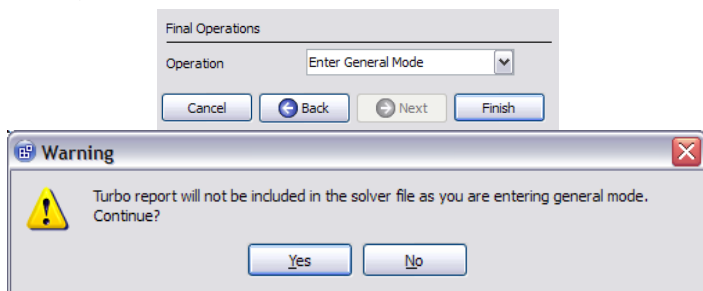 Final Operations
Operation Enter General Mode
Cancel Back Next Finish
Warning
Turbo report will not be included in the solver file as you are entering general mode.
Continue?
Yes No